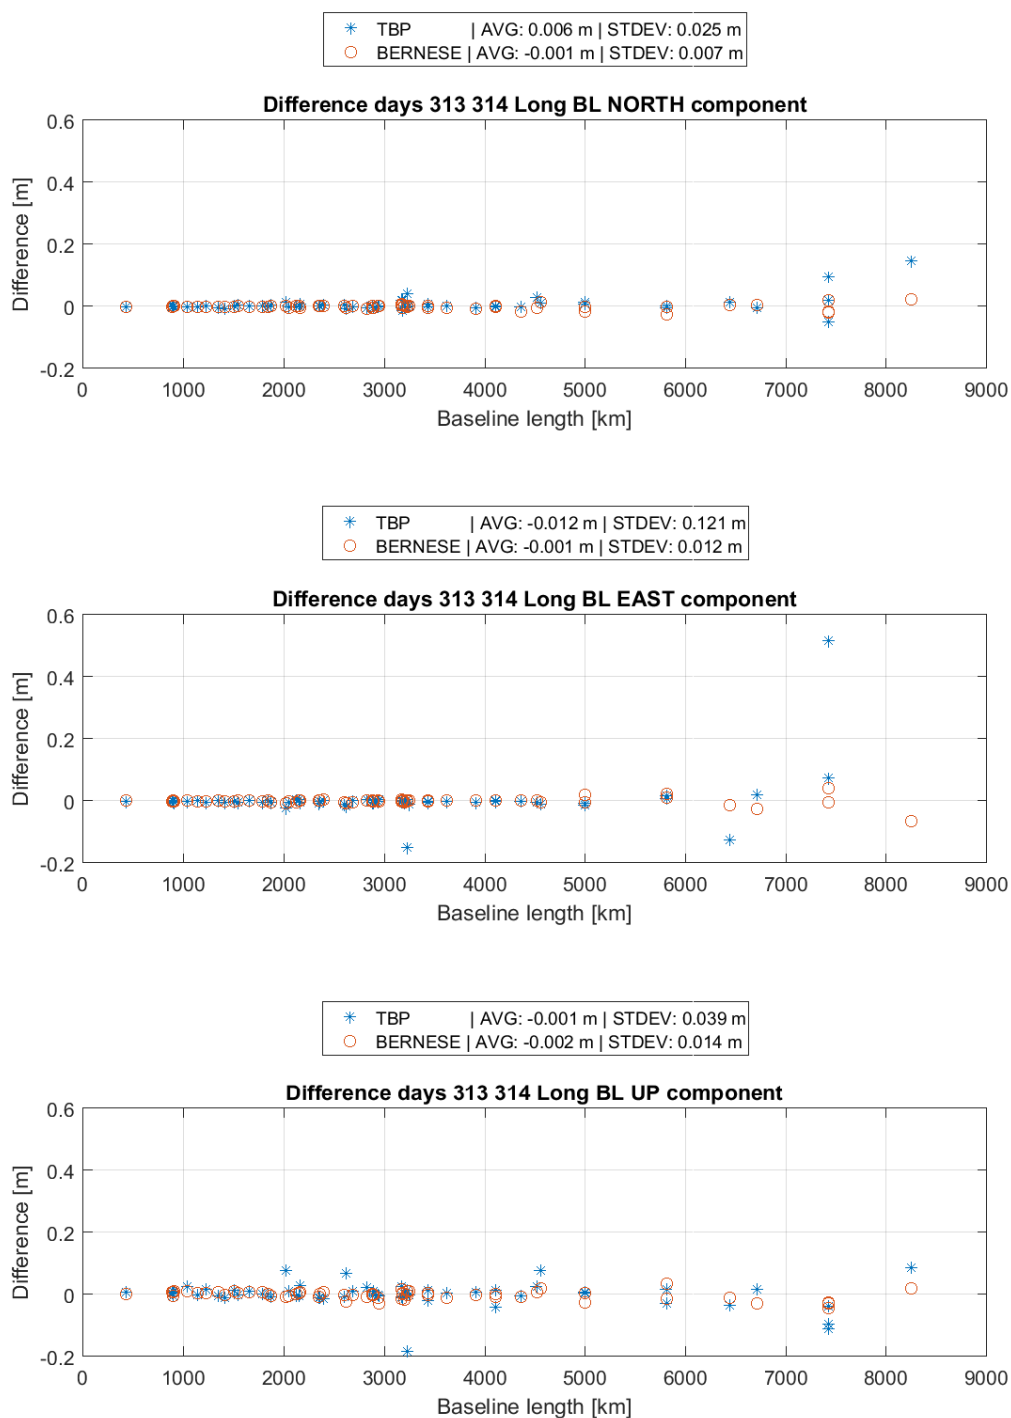 TBP | AVG: 0.006 m | STDEV: 0.025 m
BERNESE | AVG: -0.001 m | STDEV: 0.007 m
Difference days 313 314 Long BL NORTH component
0.6
0.4
0.2
0
-0.2
Difference [m]
0 1000 2000 3000 4000 5000 6000 7000 8000 9000
Baseline length [km]
TBP | AVG: -0.012 m | STDEV: 0.121 m
BERNESE | AVG: -0.001 m | STDEV: 0.012 m
Difference days 313 314 Long BL EAST component
0.6
0.4
0.2
0
-0.2
Difference [m]
0 1000 2000 3000 4000 5000 6000 7000 8000 9000
Baseline length [km]
TBP | AVG: -0.001 m | STDEV: 0.039 m
BERNESE | AVG: -0.002 m | STDEV: 0.014 m
Difference days 313 314 Long BL UP component
0.6
0.4
0.2
0
-0.2
Difference [m]
0 1000 2000 3000 4000 5000 6000 7000 8000 9000
Baseline length [km]